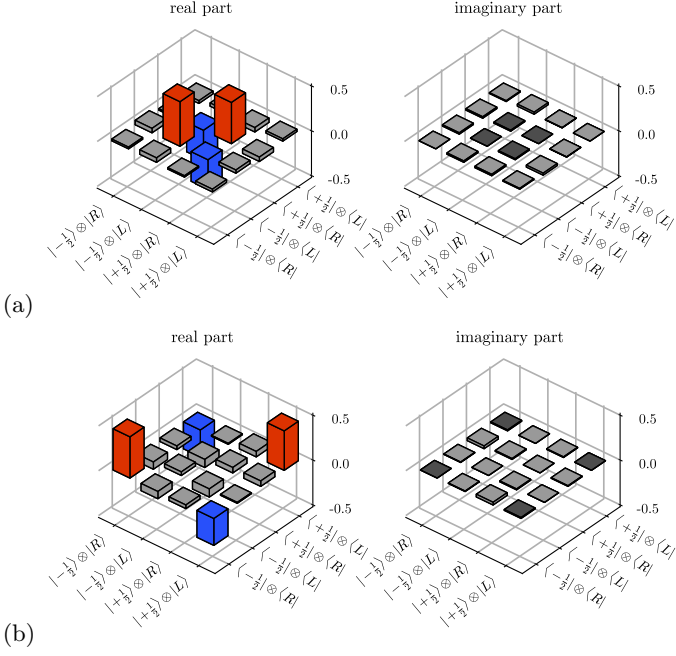 real part
imaginary part
0.5
0.0
-0.5
0.5
0.0
-0.5
|−½⟩⊗|R⟩
|−½⟩⊗|L⟩
|+½⟩⊗|R⟩
|+½⟩⊗|L⟩
⟨+½|⊗⟨L|
⟨+½|⊗⟨R|
⟨−½|⊗⟨L|
⟨−½|⊗⟨R|
|−½⟩⊗|R⟩
|−½⟩⊗|L⟩
|+½⟩⊗|R⟩
|+½⟩⊗|L⟩
⟨+½|⊗⟨L|
⟨+½|⊗⟨R|
⟨−½|⊗⟨L|
⟨−½|⊗⟨R|
(a)
real part
imaginary part
0.5
0.0
-0.5
0.5
0.0
-0.5
|−½⟩⊗|R⟩
|−½⟩⊗|L⟩
|+½⟩⊗|R⟩
|+½⟩⊗|L⟩
⟨+½|⊗⟨L|
⟨+½|⊗⟨R|
⟨−½|⊗⟨L|
⟨−½|⊗⟨R|
|−½⟩⊗|R⟩
|−½⟩⊗|L⟩
|+½⟩⊗|R⟩
|+½⟩⊗|L⟩
⟨+½|⊗⟨L|
⟨+½|⊗⟨R|
⟨−½|⊗⟨L|
⟨−½|⊗⟨R|
(b)